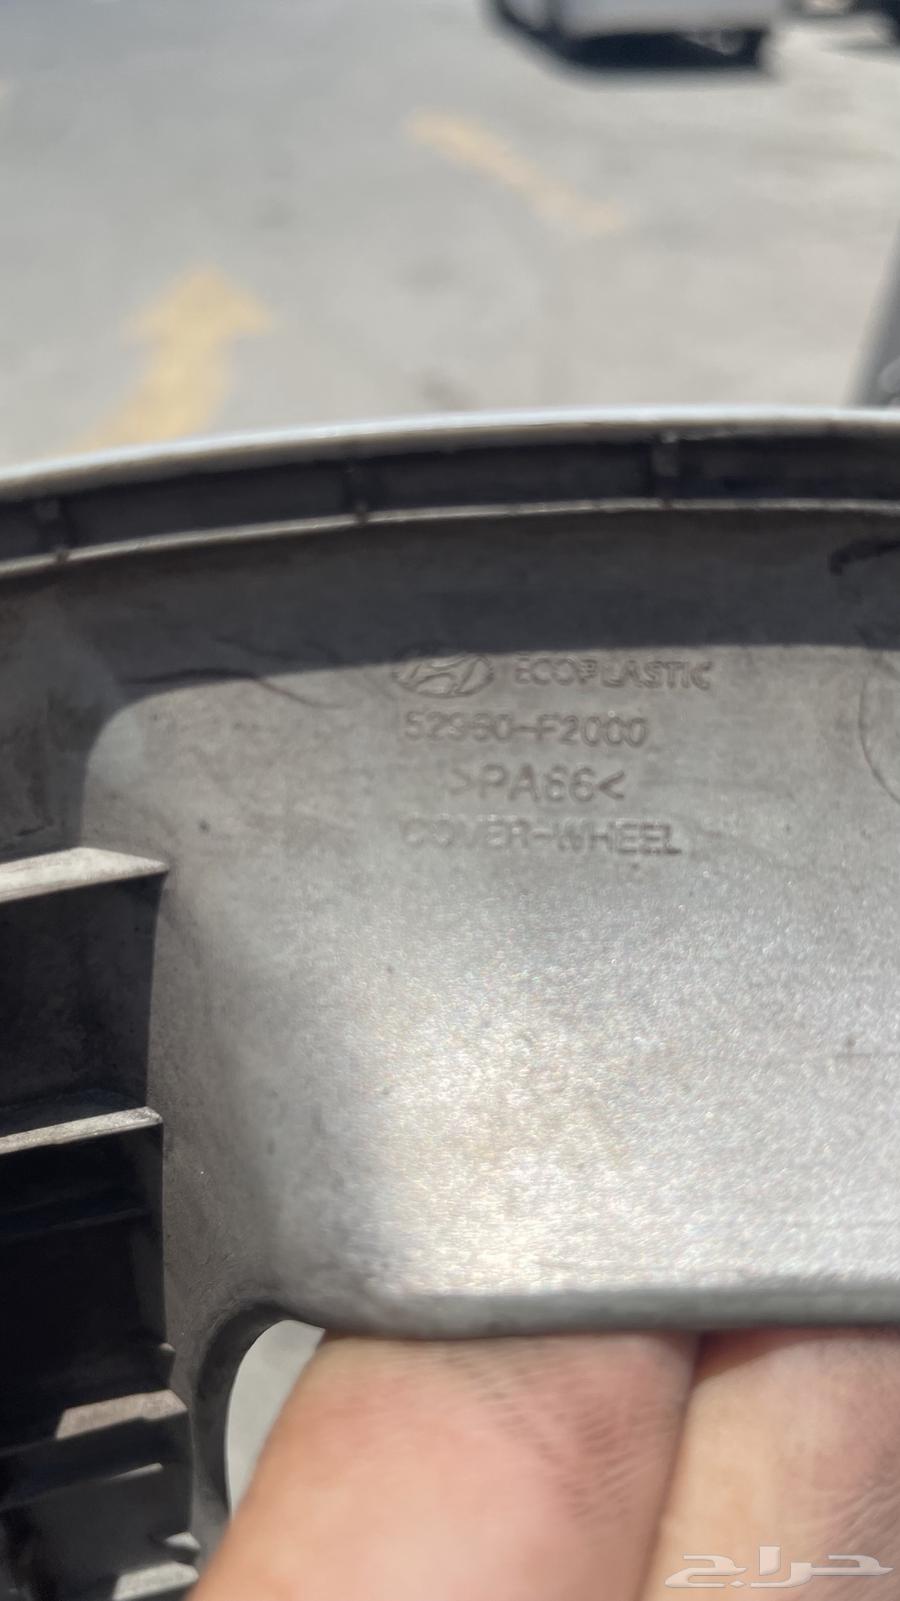 ECOPLASTIC
52960-F2000
>PA66<
COVER-WHEEL
حراج